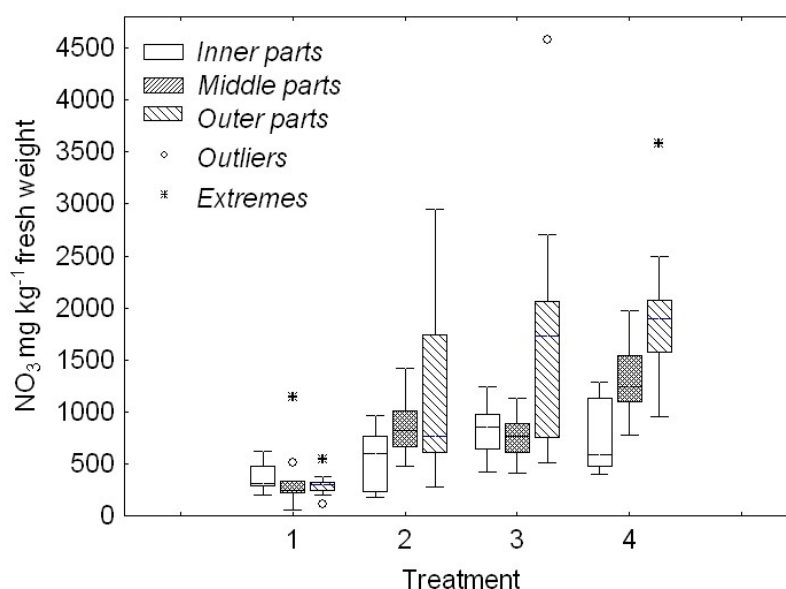 4500
4000
3500
3000
2500
2000
1500
1000
500
0
NO₃ mg kg⁻¹ fresh weight
Inner parts
Middle parts
Outer parts
Outliers
Extremes
1 2 3 4
Treatment